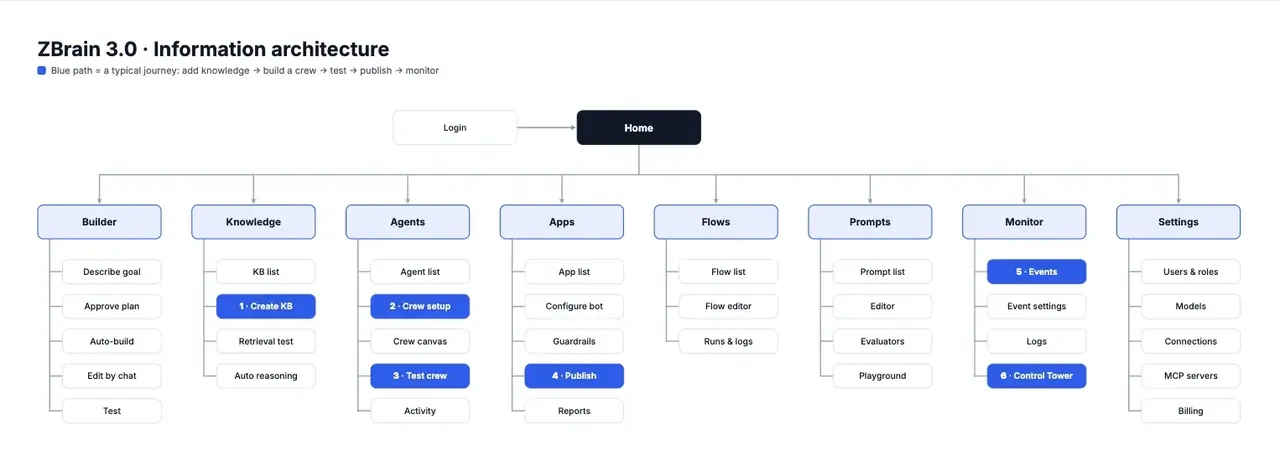 ZBrain 3.0 · Information architecture
Blue path = a typical journey: add knowledge → build a crew → test → publish → monitor
Login
Home
Builder
Knowledge
Agents
Apps
Flows
Prompts
Monitor
Settings
Describe goal
KB list
Agent list
App list
Flow list
Prompt list
5 · Events
Users & roles
Approve plan
1 · Create KB
2 · Crew setup
Configure bot
Flow editor
Editor
Event settings
Models
Auto-build
Retrieval test
Crew canvas
Guardrails
Runs & logs
Evaluators
Logs
Connections
Edit by chat
Auto reasoning
3 · Test crew
4 · Publish
Playground
6 · Control Tower
MCP servers
Test
Activity
Reports
Billing